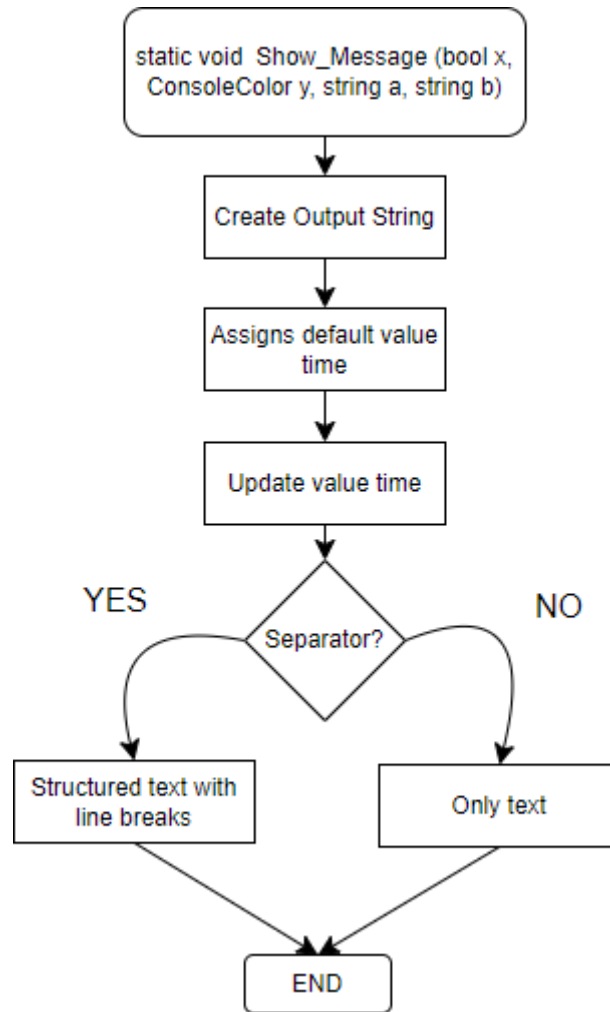 static void Show_Message (bool x,
ConsoleColor y, string a, string b)
Create Output String
Assigns default value
time
Update value time
YES
NO
Separator?
Structured text with
line breaks
Only text
END